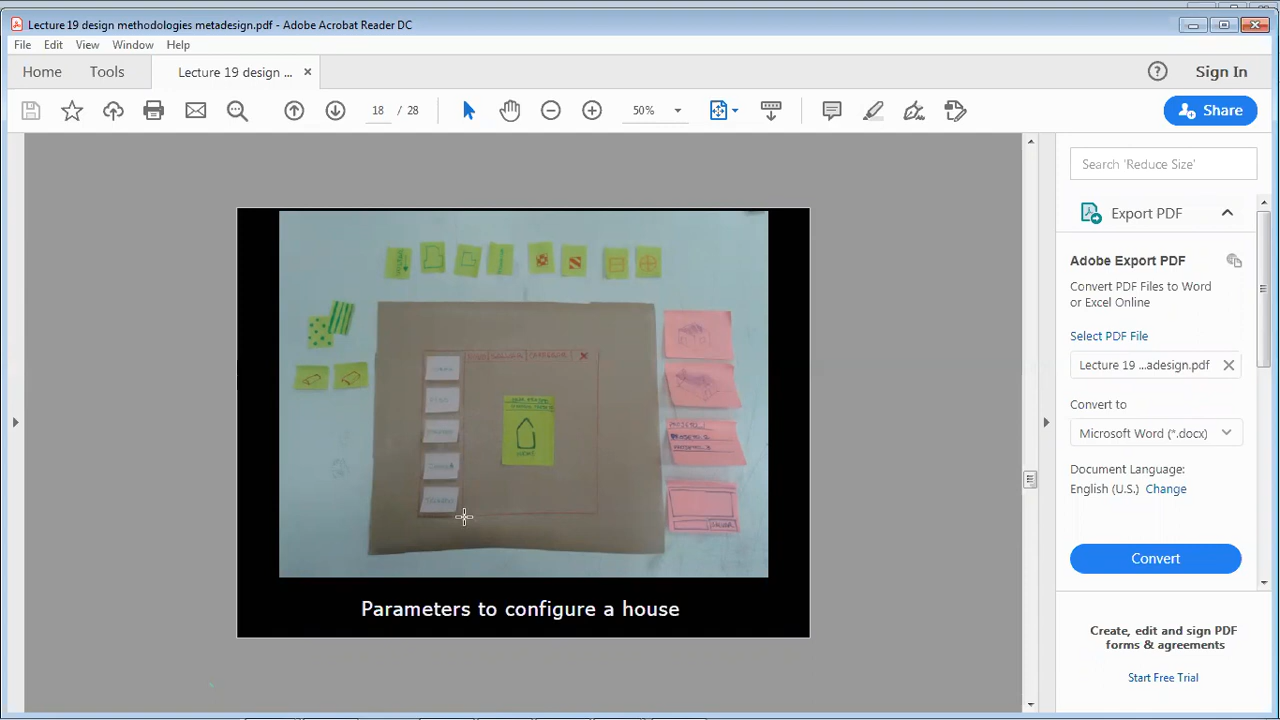 Lecture 19 design methodologies metadesign.pdf - Adobe Acrobat Reader DC
File Edit View Window Help
Home Tools Lecture 19 design ... × Sign In
18 / 28 50% Share
Search 'Reduce Size'
Export PDF
Adobe Export PDF
Convert PDF Files to Word
or Excel Online
Select PDF File
Lecture 19 ...adesign.pdf
Convert to
Microsoft Word (*.docx)
Document Language:
English (U.S.) Change
Convert
Create, edit and sign PDF
forms & agreements
Start Free Trial
SALVAR
Parameters to configure a house